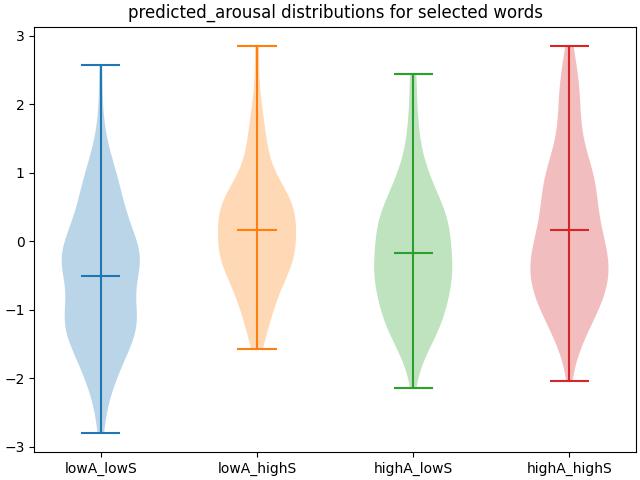 predicted_arousal distributions for selected words
3
2
1
0
−1
−2
−3
lowA_lowS
lowA_highS
highA_lowS
highA_highS